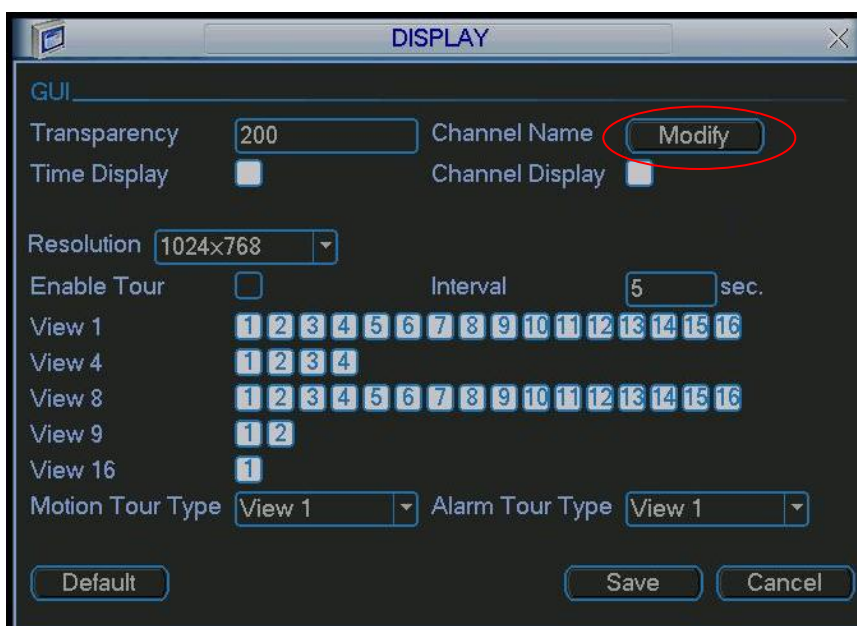 DISPLAY
GUI
Transparency 200 Channel Name Modify
Time Display Channel Display
Resolution 1024×768
Enable Tour Interval 5 sec.
View 1 1 2 3 4 5 6 7 8 9 10 11 12 13 14 15 16
View 4 1 2 3 4
View 8 1 2 3 4 5 6 7 8 9 10 11 12 13 14 15 16
View 9 1 2
View 16 1
Motion Tour Type View 1 Alarm Tour Type View 1
Default Save Cancel